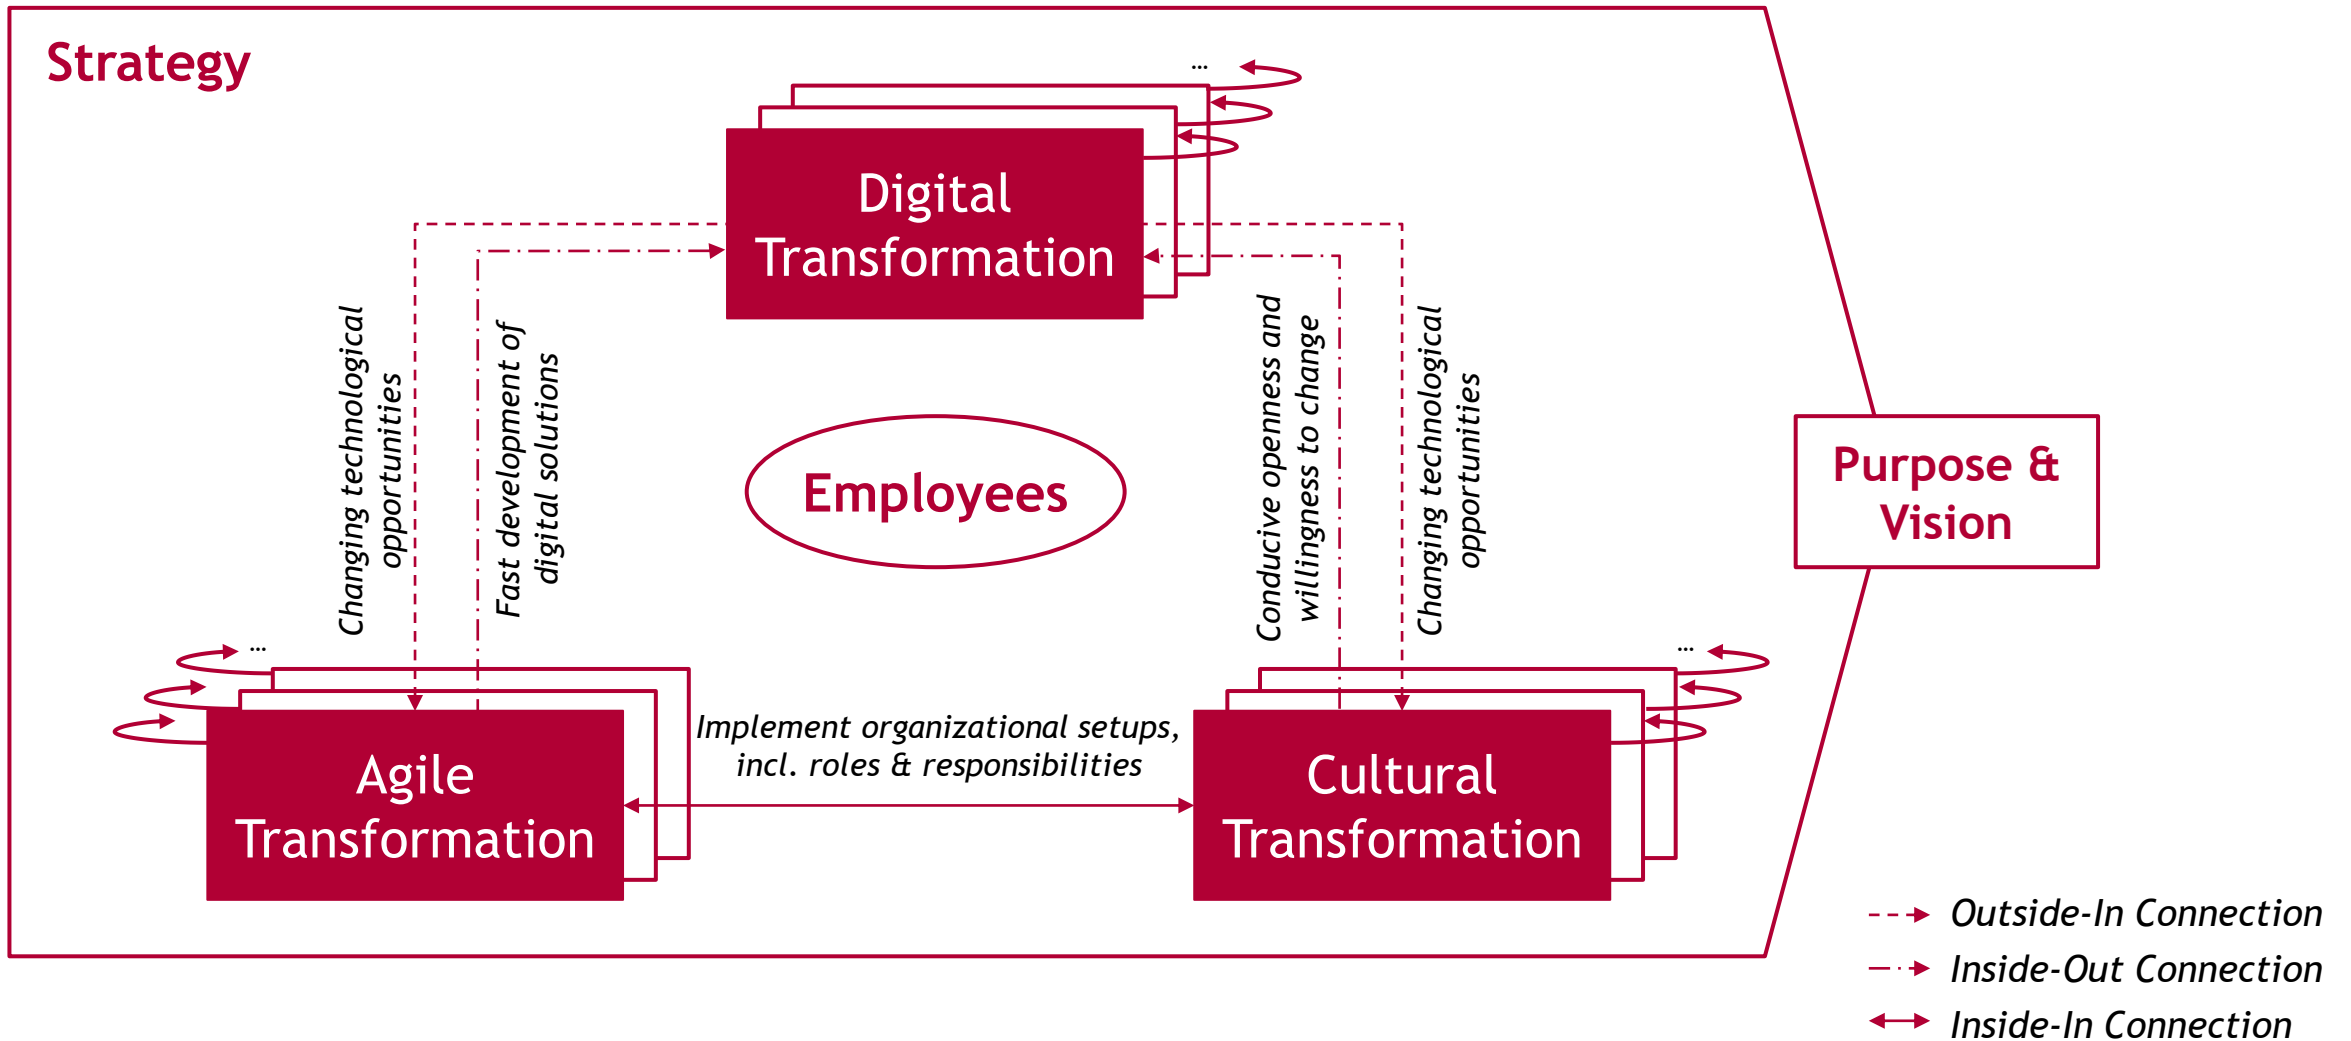 Strategy
...
Digital
Transformation
Changing technological
opportunities
Fast development of
digital solutions
Conducive openness and
willingness to change
Changing technological
opportunities
Employees
Purpose &
Vision
...
...
Agile
Transformation
Implement organizational setups,
incl. roles & responsibilities
Cultural
Transformation
Outside-In Connection
Inside-Out Connection
Inside-In Connection